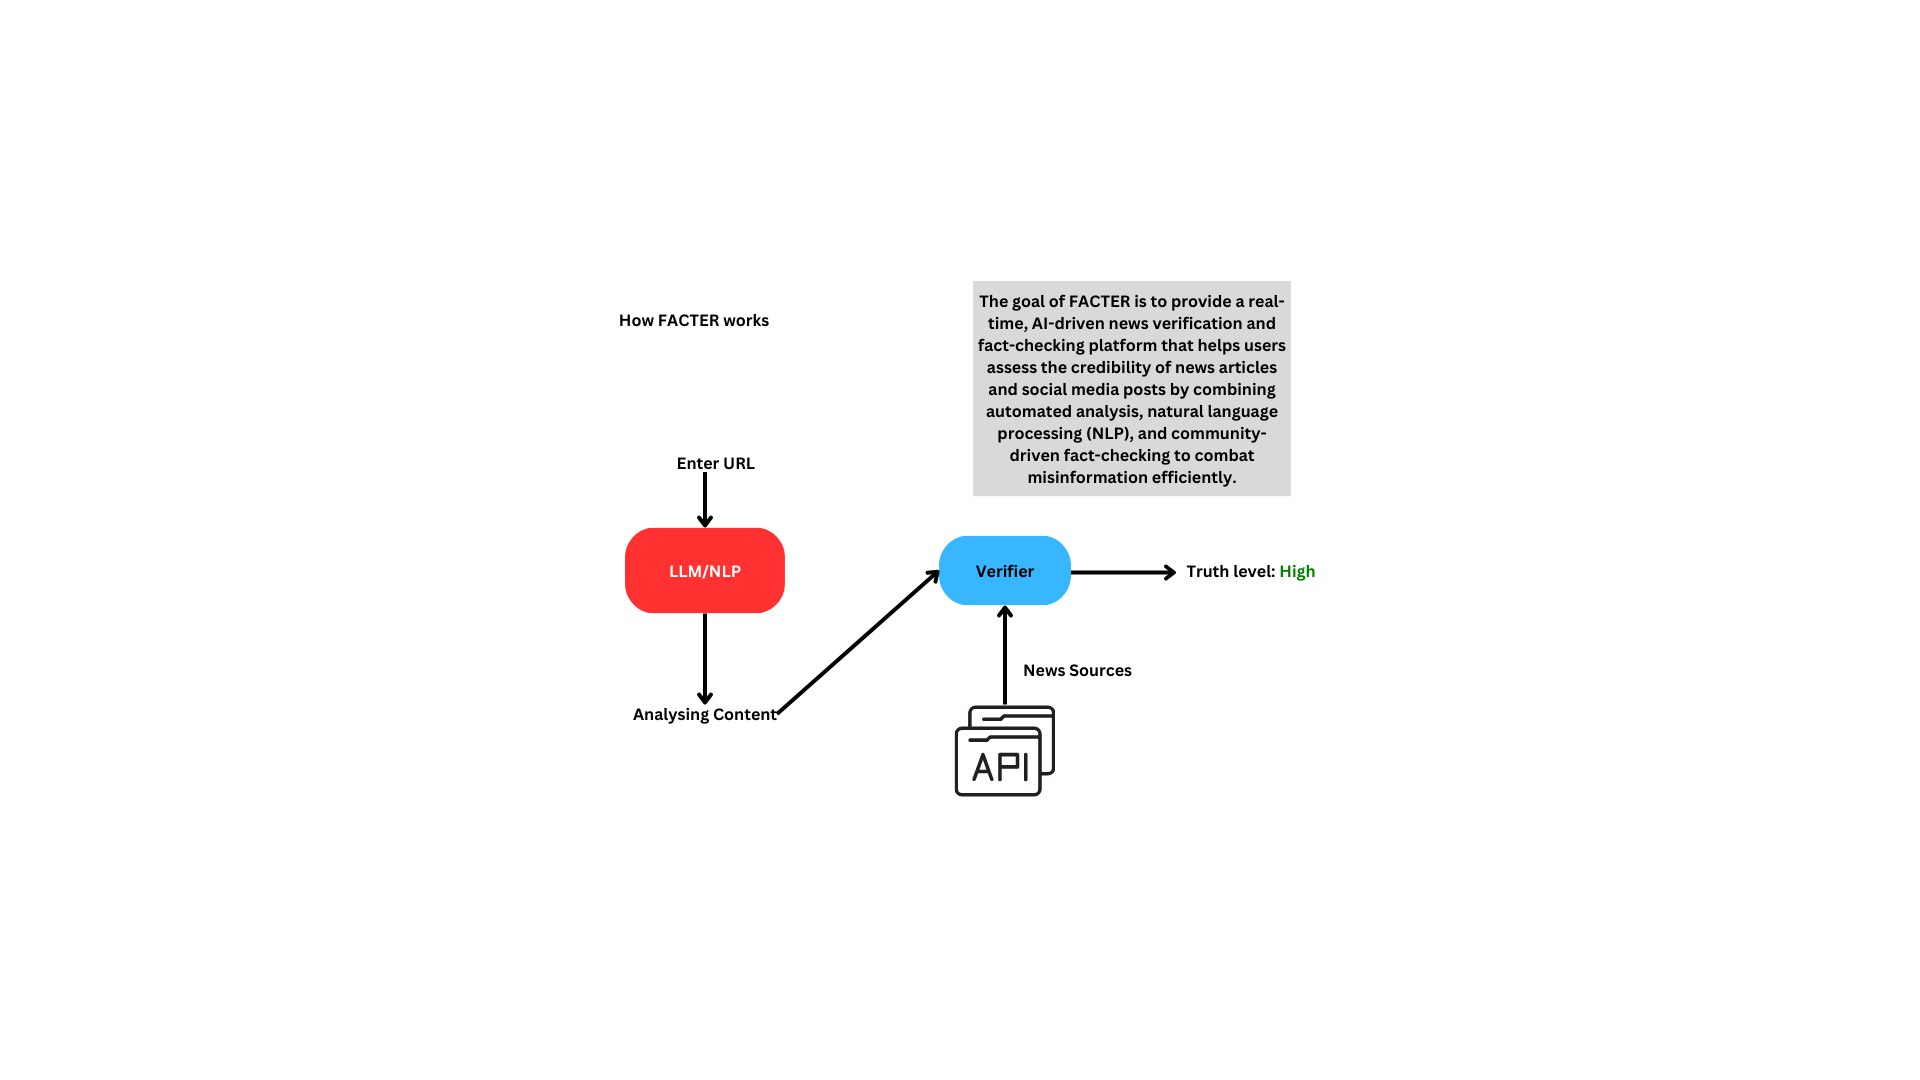 How FACTER works
The goal of FACTER is to provide a real-
time, AI-driven news verification and
fact-checking platform that helps users
assess the credibility of news articles
and social media posts by combining
automated analysis, natural language
processing (NLP), and community-
driven fact-checking to combat
misinformation efficiently.
Enter URL
LLM/NLP
Analysing Content
Verifier
Truth level: High
News Sources
API